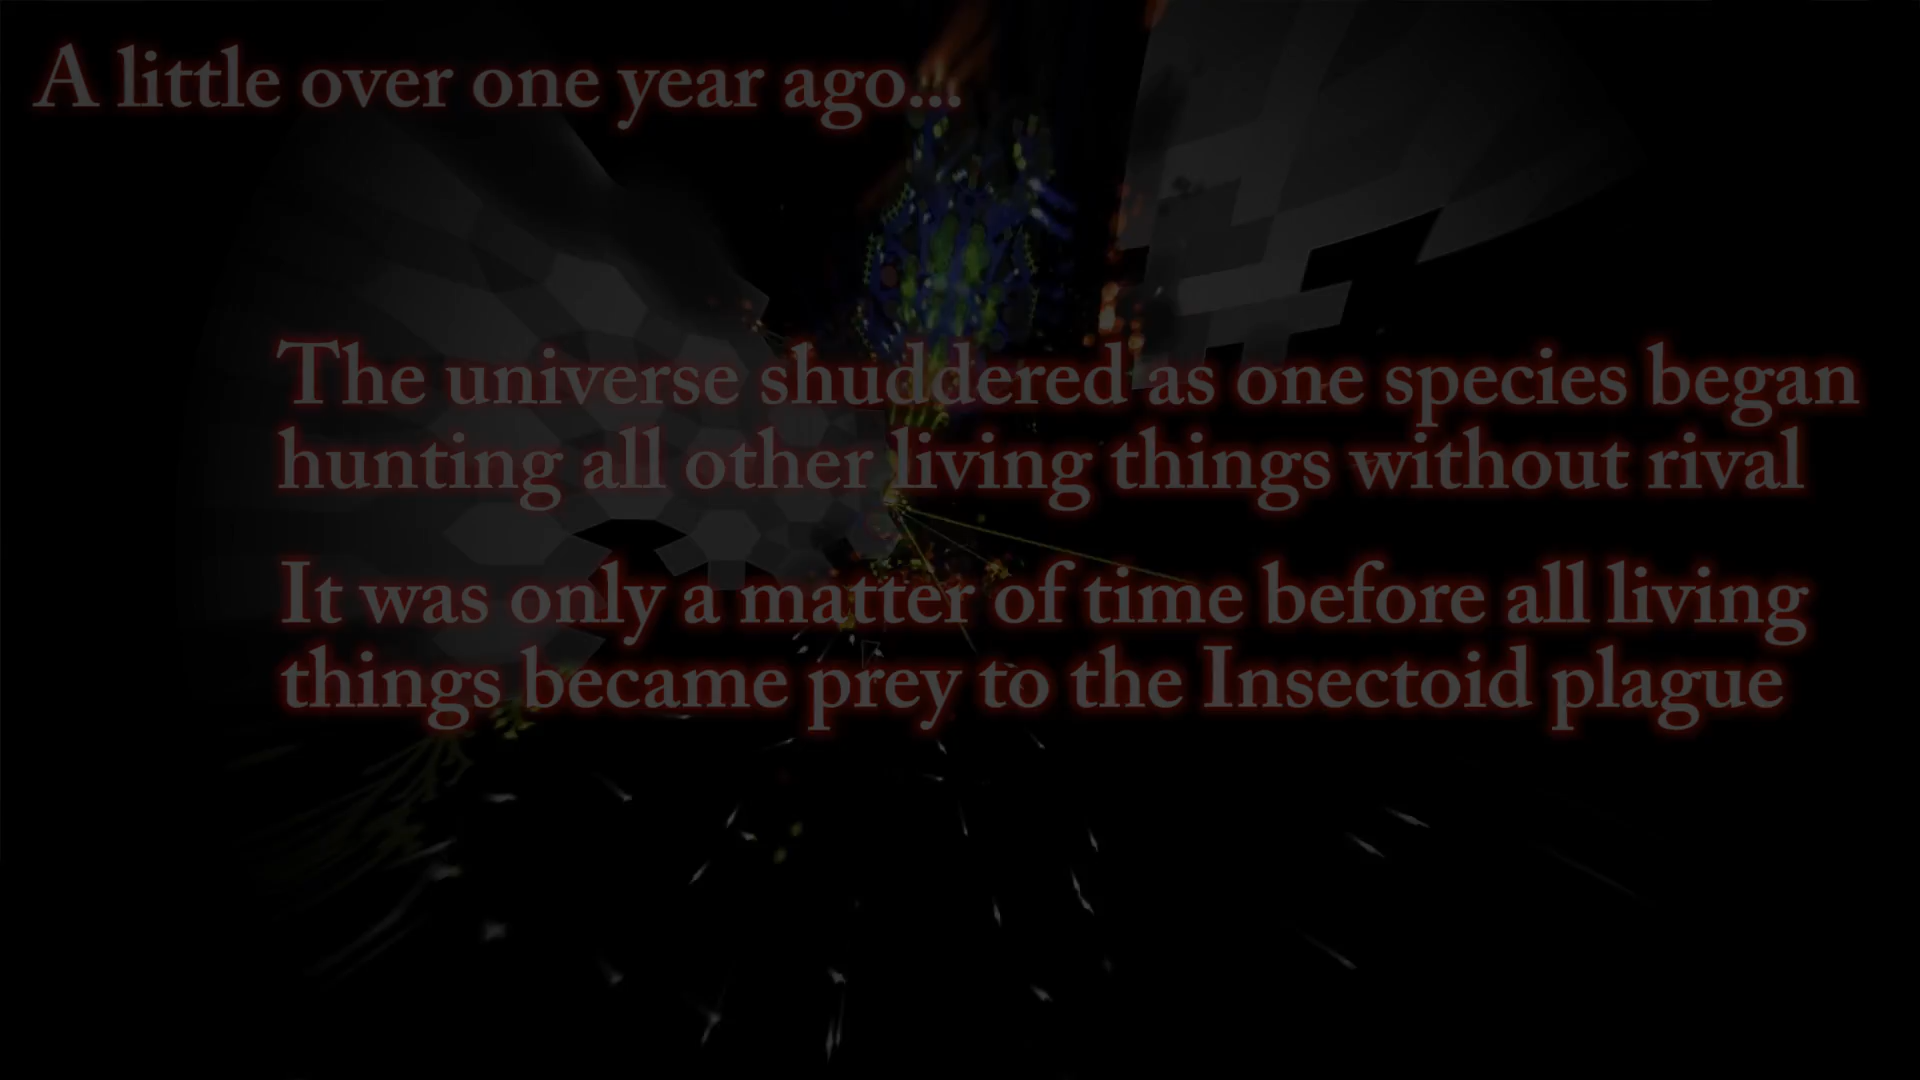 A little over one year ago...
The universe shuddered as one species began
hunting all other living things without rival
It was only a matter of time before all living
things became prey to the Insectoid plague